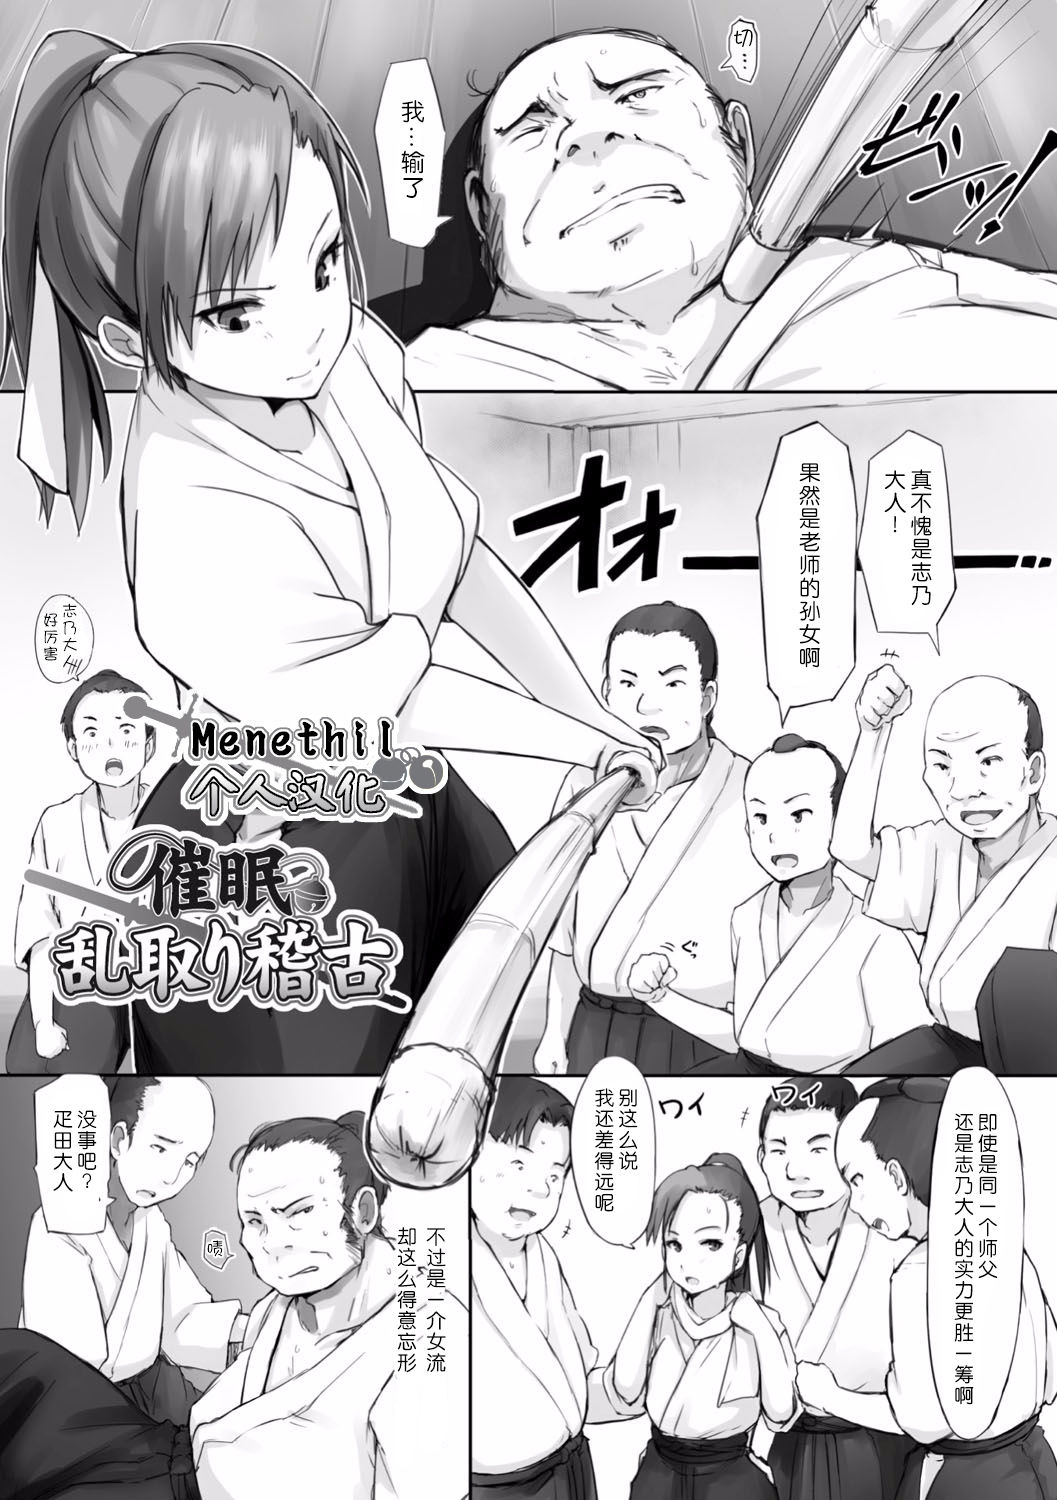 切…
ザッ!
我…输了
真不愧是志乃
大人！
果然是老师的孙女啊
オオー…
志乃大人
好厉害
Menethil
个人汉化
催眠
乱取り稽古
ぐっ
即使是同一个师父
还是志乃大人的实力更胜一筹啊
ワイ
ワイ
别这么说
我还差得远呢
不过是一介女流
却这么得意忘形
啧
没事吧？
疋田大人